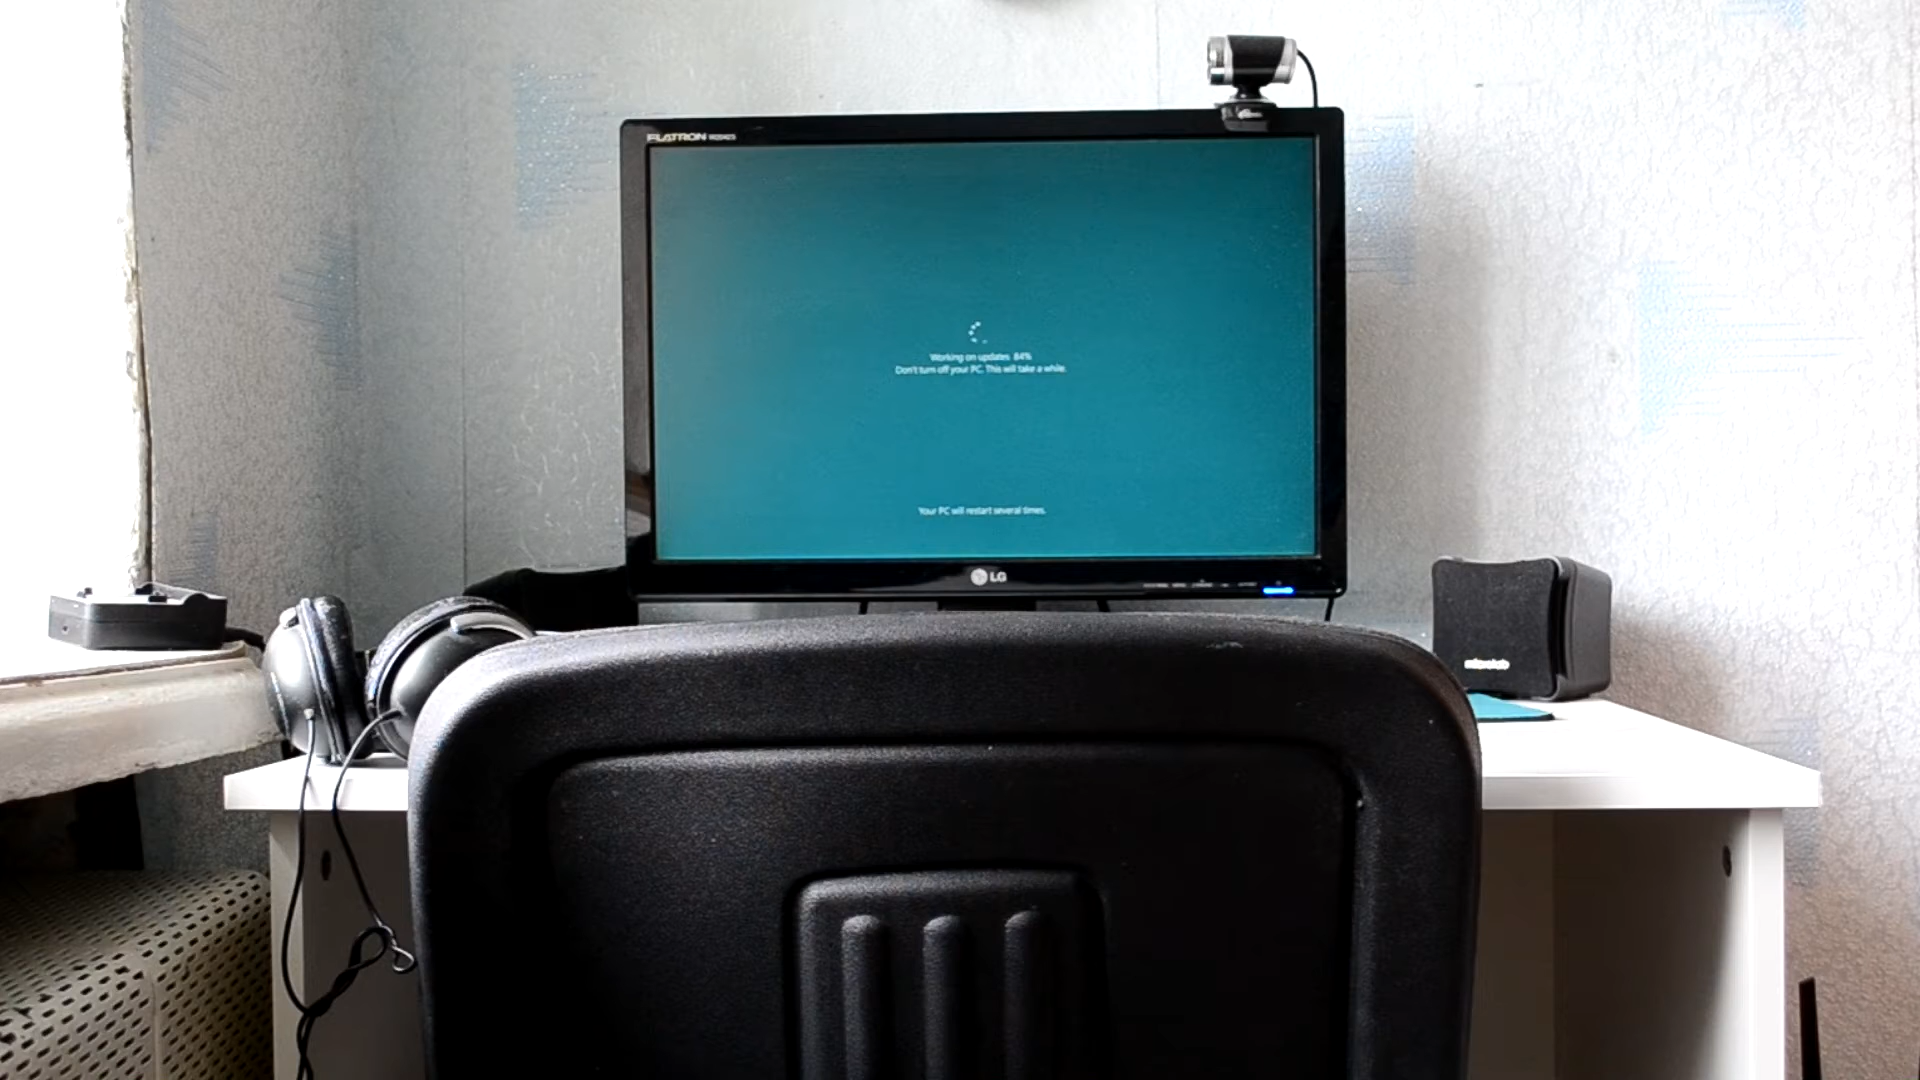 FLATRON
Working on updates 84%
Don't turn off your PC. This will take a while.
Your PC will restart several times.
LG
microlab